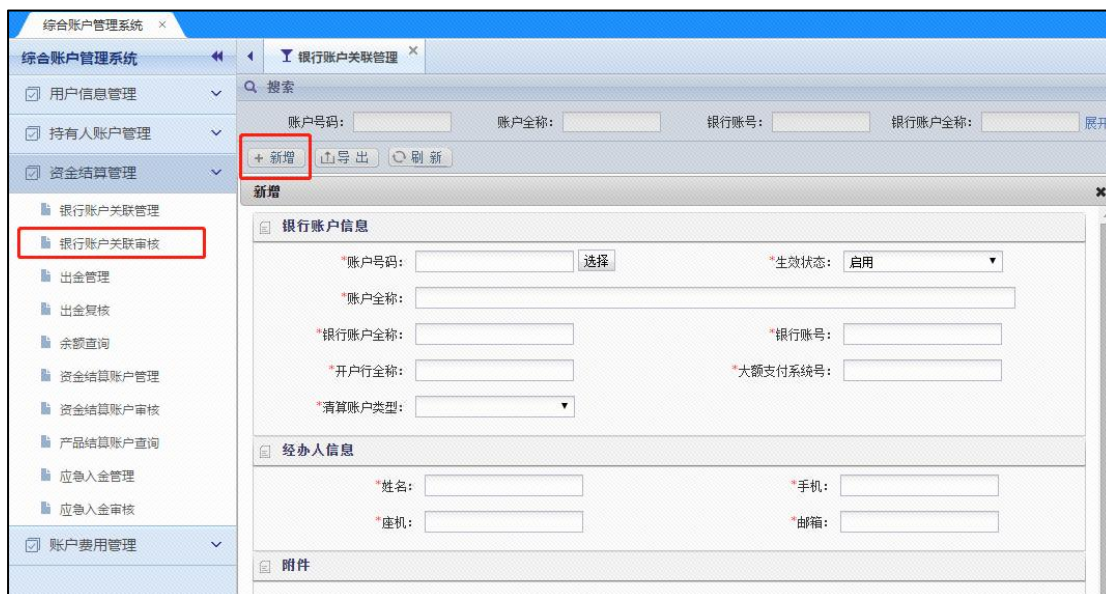 综合账户管理系统 ×
综合账户管理系统
用户信息管理
持有人账户管理
资金结算管理
银行账户关联管理
银行账户关联审核
出金管理
出金复核
余额查询
资金结算账户管理
资金结算账户审核
产品结算账户查询
应急入金管理
应急入金审核
账户费用管理
银行账户关联管理 ×
搜索
账户号码： 账户全称： 银行账号： 银行账户全称： 展开
+ 新增 导出 刷新
新增
银行账户信息
*账户号码： 选择 *生效状态： 启用
*账户全称：
*银行账户全称： *银行账号：
*开户行全称： *大额支付系统号：
*清算账户类型：
经办人信息
*姓名： *手机：
*座机： *邮箱：
附件